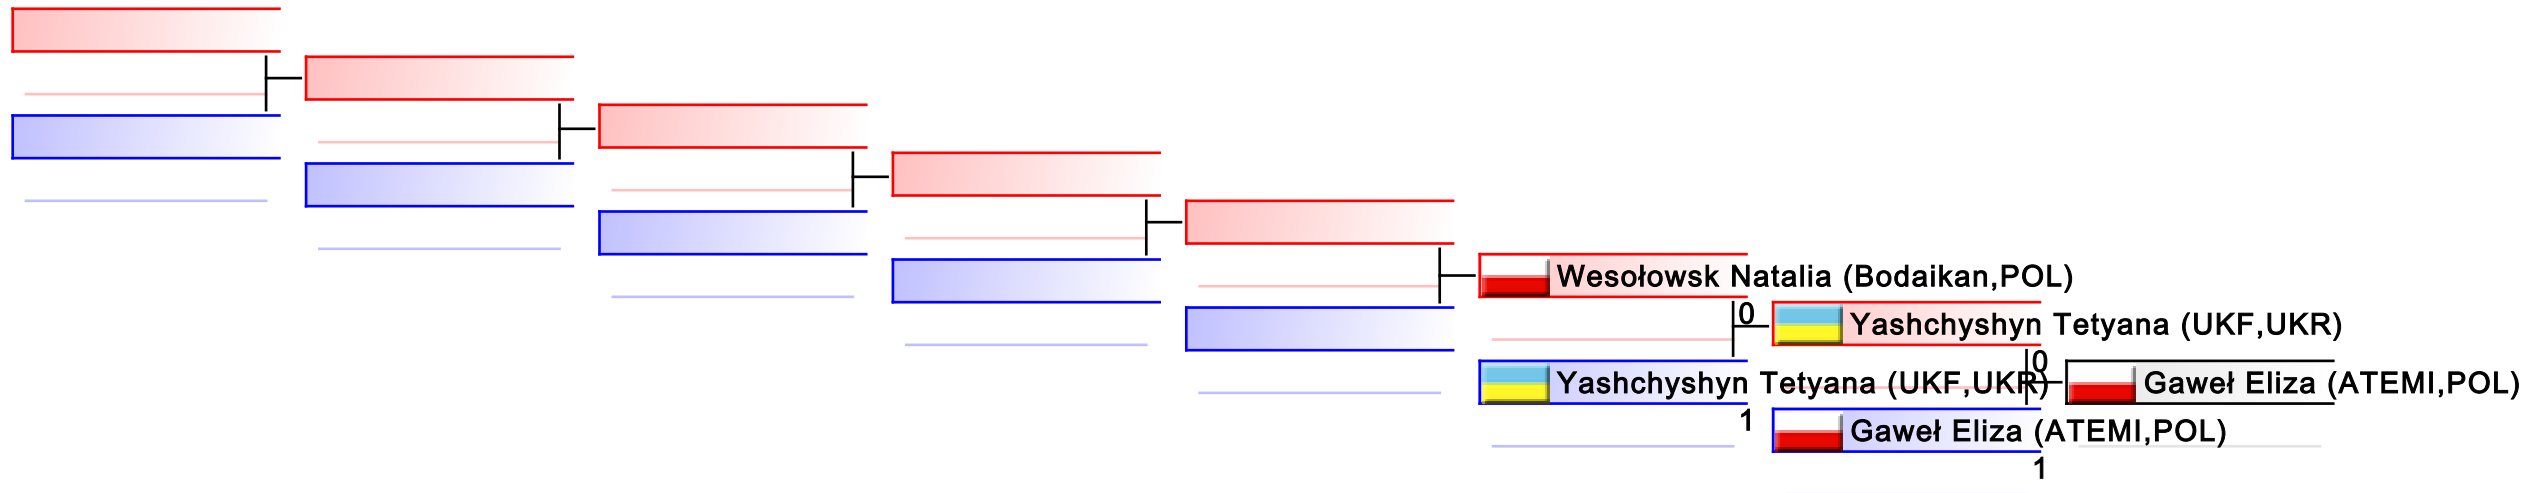 Wesołowsk Natalia (Bodaikan,POL)
0
Yashchyshyn Tetyana (UKF,UKR)
0
Yashchyshyn Tetyana (UKF,UKR)
Gaweł Eliza (ATEMI,POL)
1
Gaweł Eliza (ATEMI,POL)
1